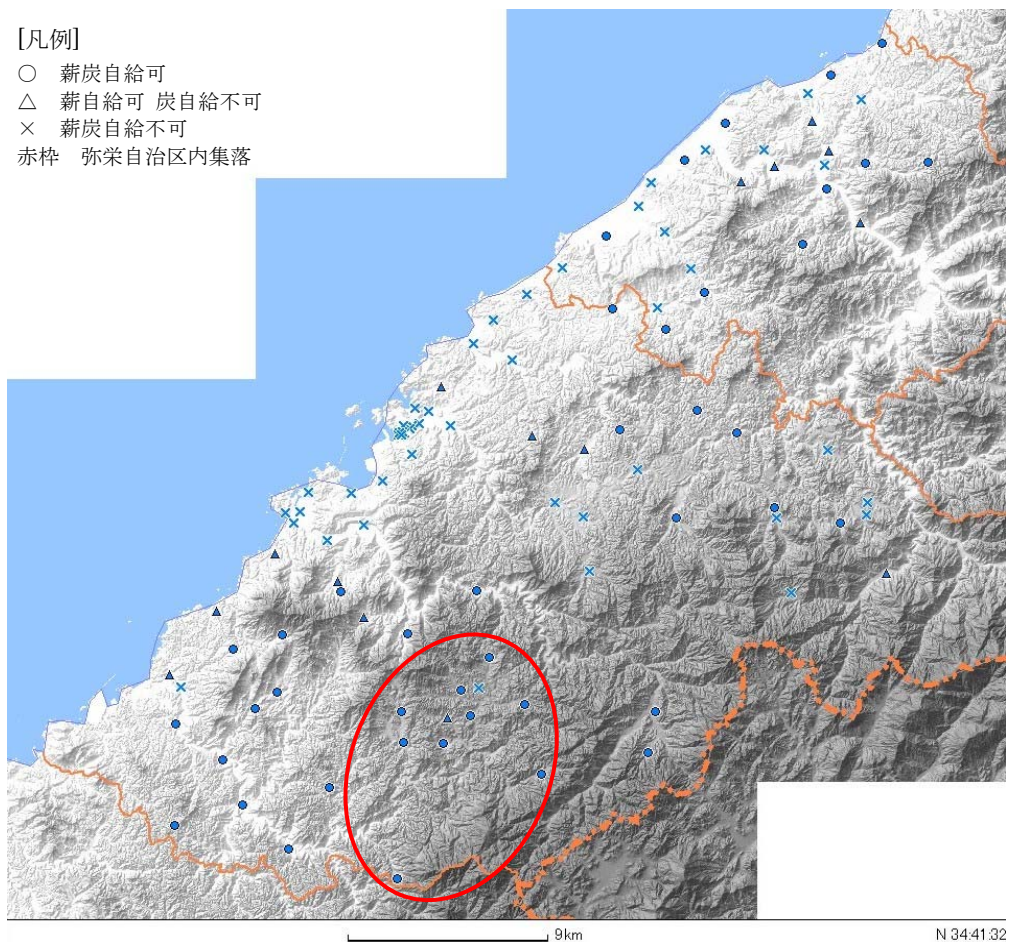 [凡例]
○ 薪炭自給可
△ 薪自給可 炭自給不可
× 薪炭自給不可
赤枠 弥栄自治区内集落
9km
N 34:41:32